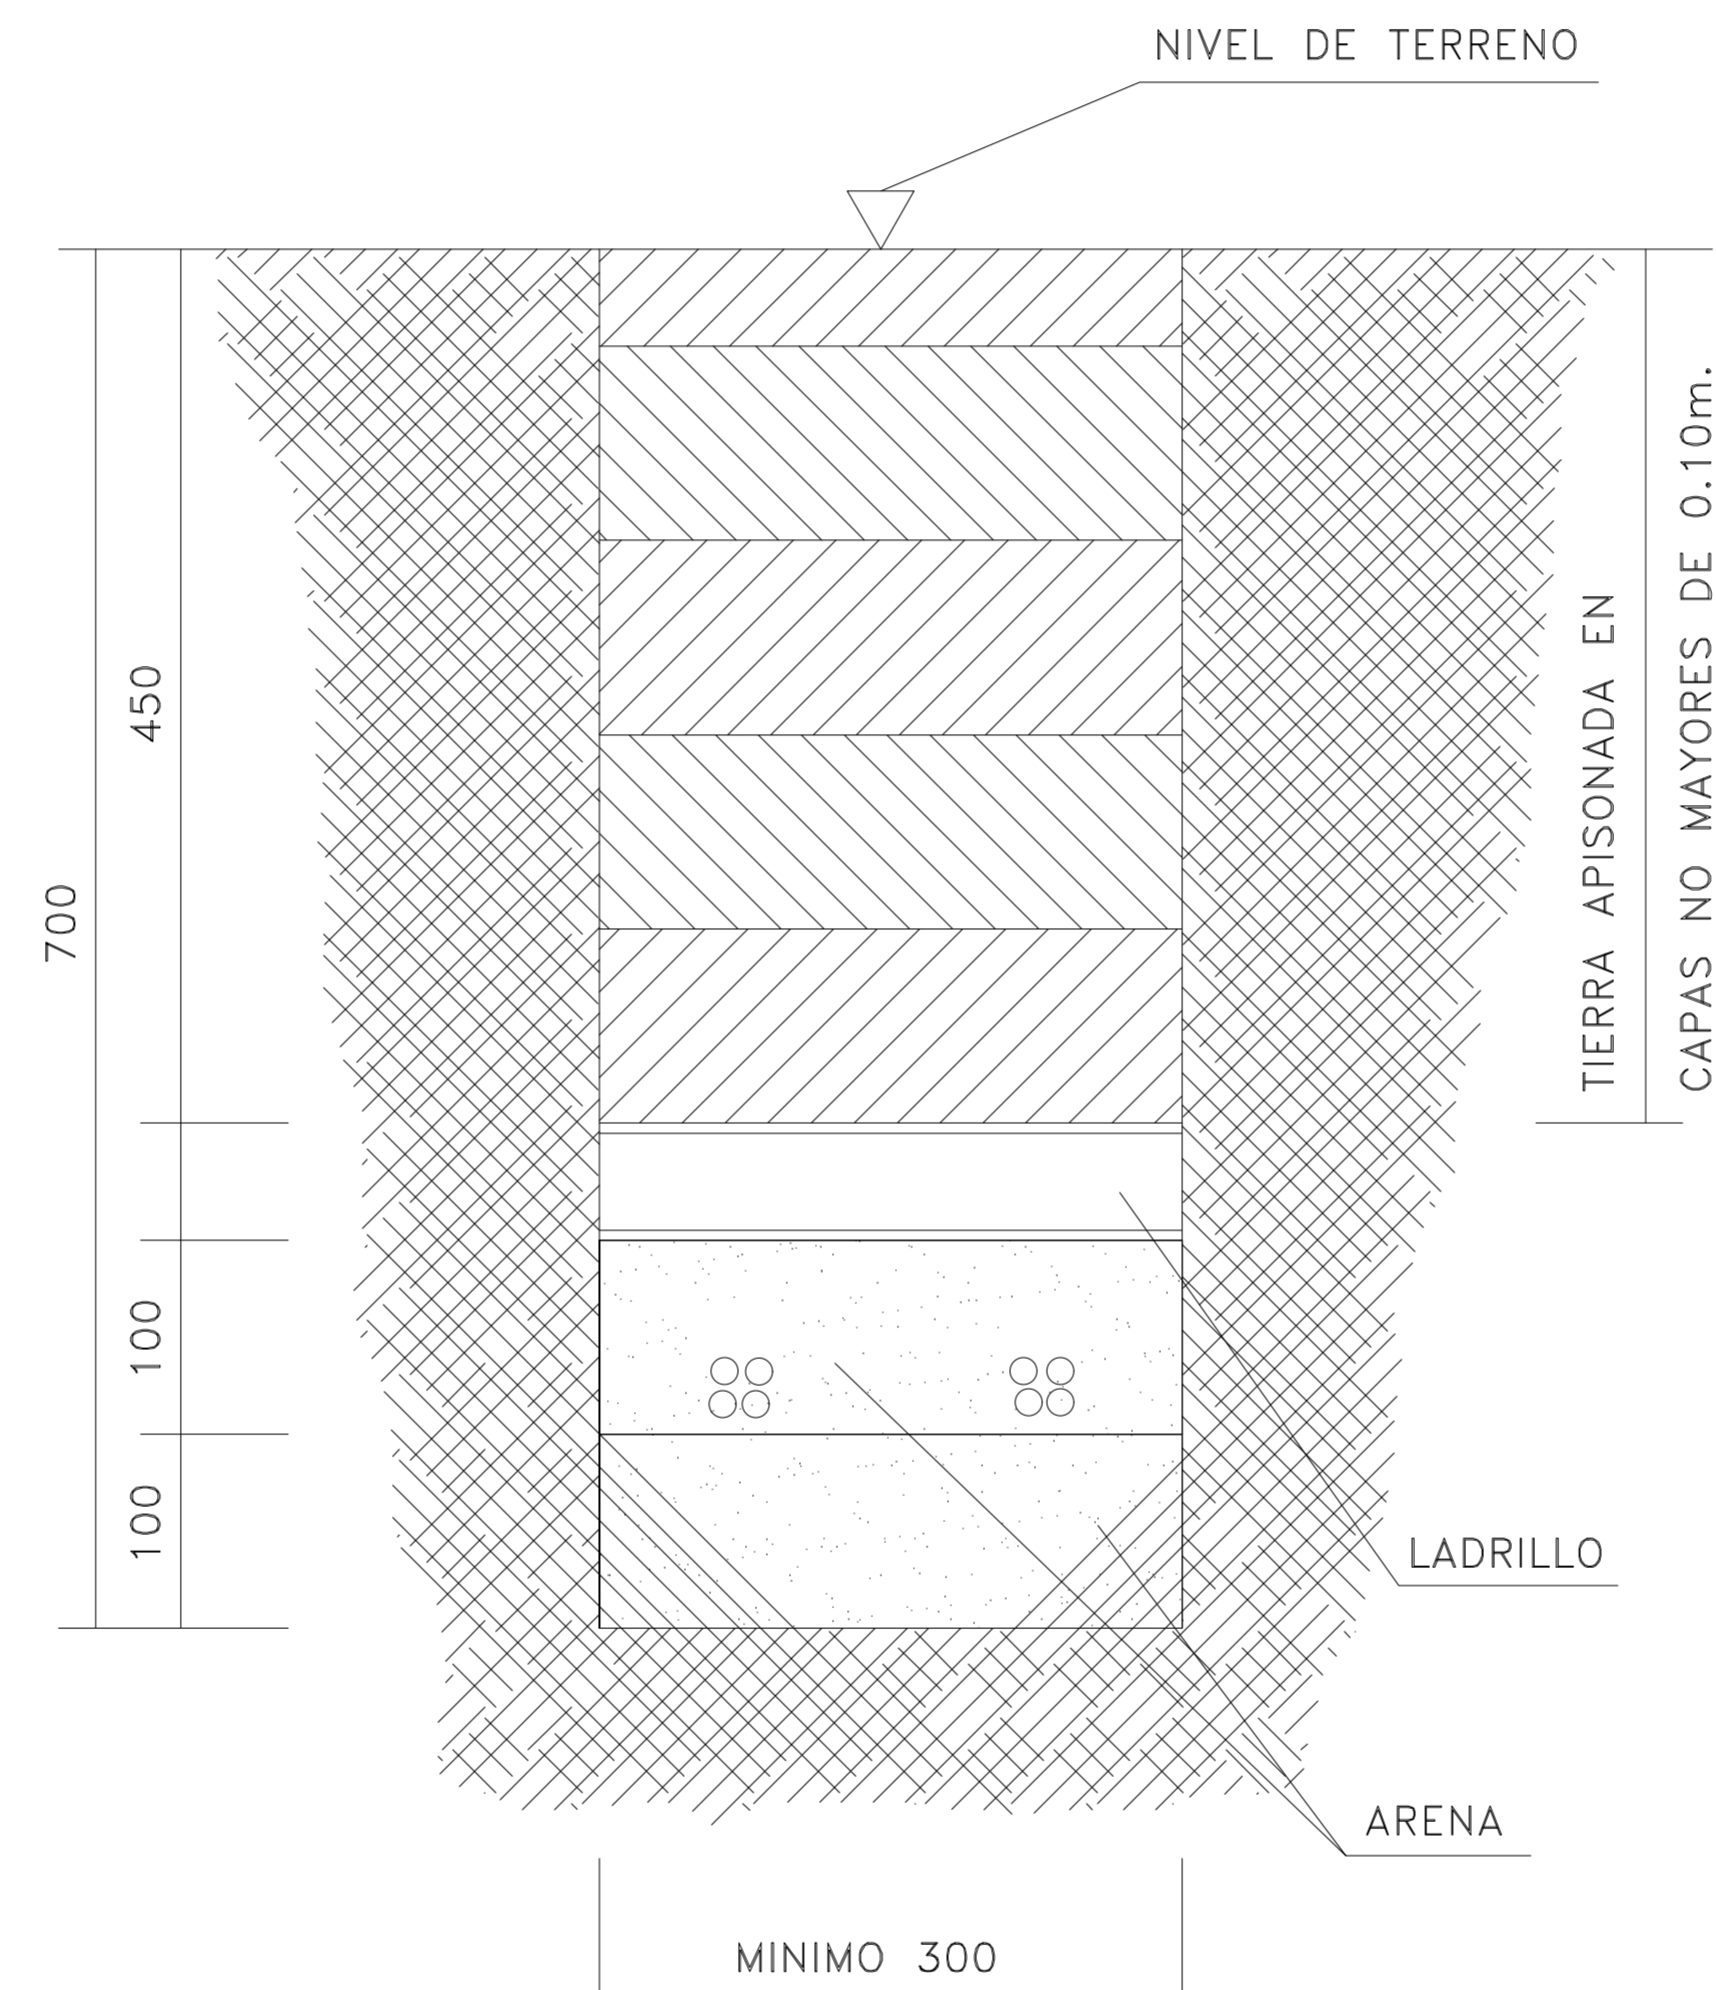 NIVEL DE TERRENO
450
700
100
100
TIERRA APISONADA EN
CAPAS NO MAYORES DE 0.10m.
LADRILLO
ARENA
MINIMO 300